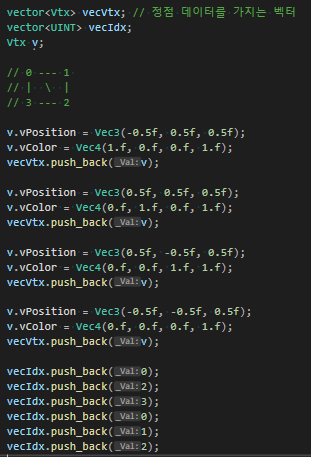 vector<Vtx> vecVtx; // 정점 데이터를 가지는 벡터
vector<UINT> vecIdx;
Vtx v;
// 0 --- 1
// |  \  |
// 3 --- 2
v.vPosition = Vec3(-0.5f, 0.5f, 0.5f);
v.vColor = Vec4(1.f, 0.f, 0.f, 1.f);
vecVtx.push_back(_Val:v);
v.vPosition = Vec3(0.5f, 0.5f, 0.5f);
v.vColor = Vec4(0.f, 1.f, 0.f, 1.f);
vecVtx.push_back(_Val:v);
v.vPosition = Vec3(0.5f, -0.5f, 0.5f);
v.vColor = Vec4(0.f, 0.f, 1.f, 1.f);
vecVtx.push_back(_Val:v);
v.vPosition = Vec3(-0.5f, -0.5f, 0.5f);
v.vColor = Vec4(0.f, 0.f, 0.f, 1.f);
vecVtx.push_back(_Val:v);
vecIdx.push_back(_Val:0);
vecIdx.push_back(_Val:2);
vecIdx.push_back(_Val:3);
vecIdx.push_back(_Val:0);
vecIdx.push_back(_Val:1);
vecIdx.push_back(_Val:2);